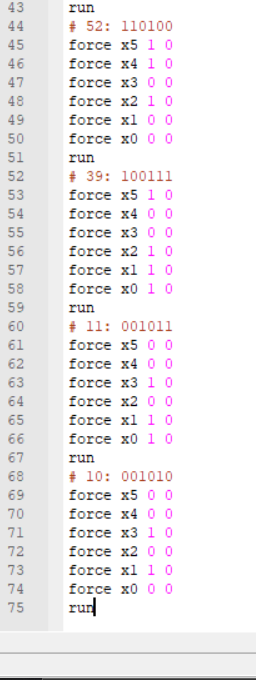 43 run
44 # 52: 110100
45 force x5 1 0
46 force x4 1 0
47 force x3 0 0
48 force x2 1 0
49 force x1 0 0
50 force x0 0 0
51 run
52 # 39: 100111
53 force x5 1 0
54 force x4 0 0
55 force x3 0 0
56 force x2 1 0
57 force x1 1 0
58 force x0 1 0
59 run
60 # 11: 001011
61 force x5 0 0
62 force x4 0 0
63 force x3 1 0
64 force x2 0 0
65 force x1 1 0
66 force x0 1 0
67 run
68 # 10: 001010
69 force x5 0 0
70 force x4 0 0
71 force x3 1 0
72 force x2 0 0
73 force x1 1 0
74 force x0 0 0
75 run